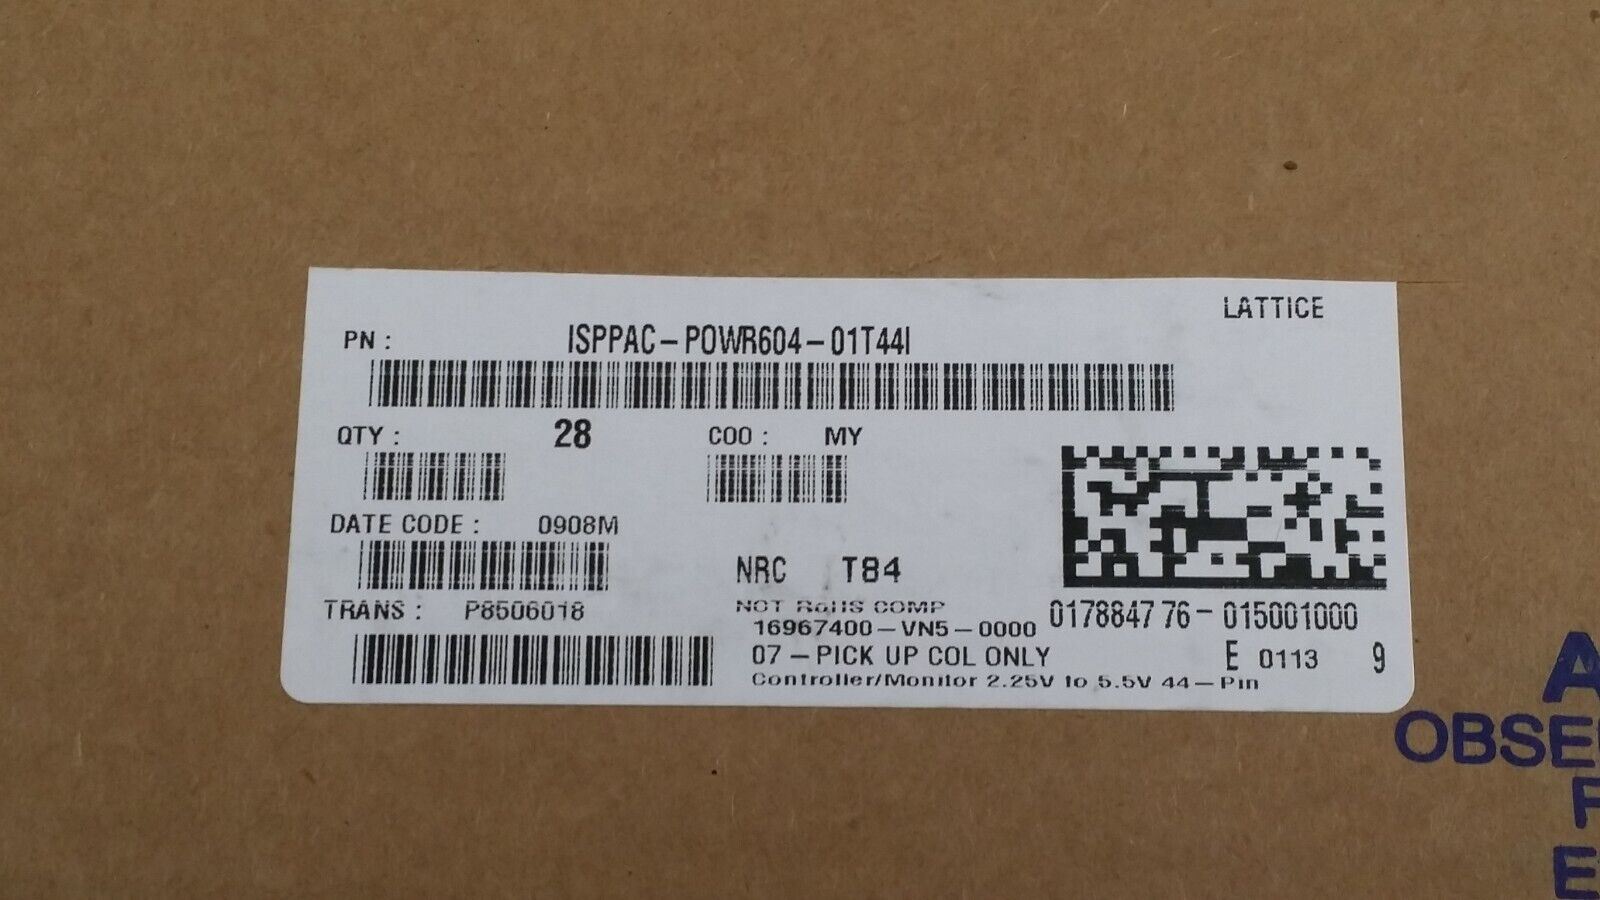 LATTICE
PN : ISPPAC-POWR604-01T44I
QTY : 28 COO : MY
DATE CODE : 0908M
NRC T84
TRANS : P8506018
NOT RoHS COMP
16967400-VN5-0000
017884776-015001000
07-PICK UP COL ONLY
E 0113 9
Controller/Monitor 2.25V to 5.5V 44-Pin